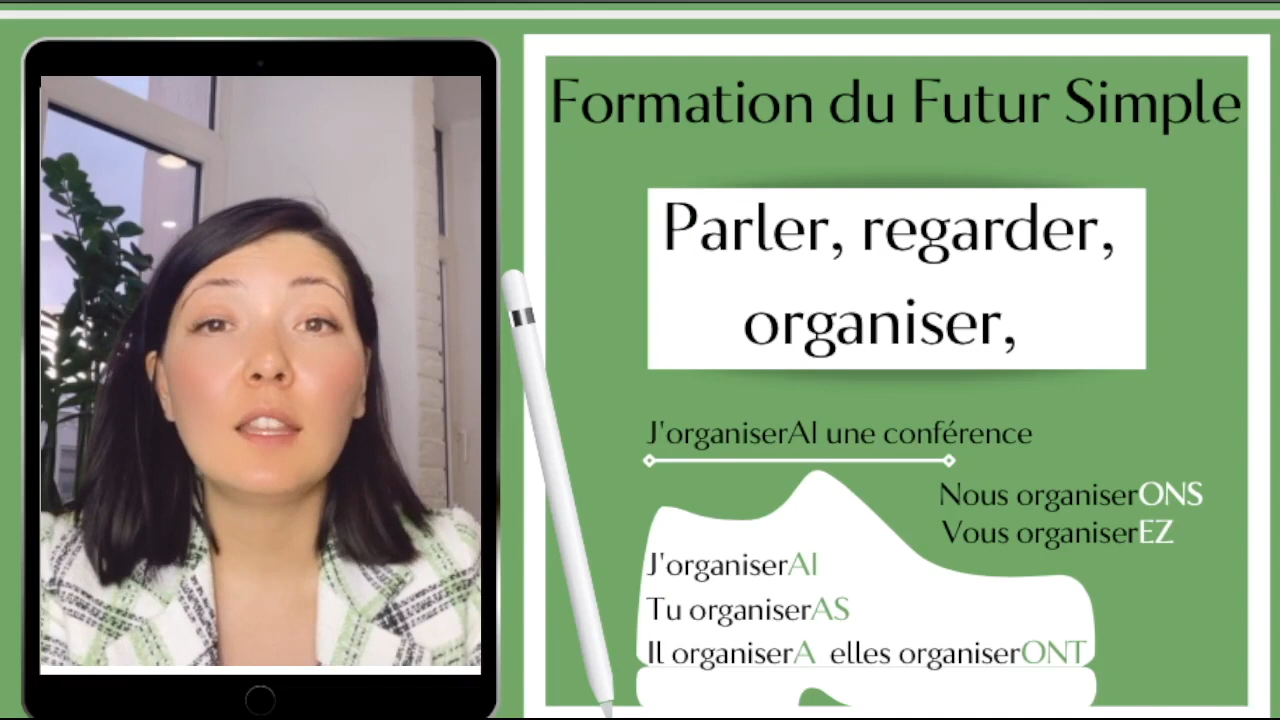 Formation du Futur Simple
Parler, regarder,
organiser,
J'organiserAI une conférence
Nous organiserONS
Vous organiserEZ
J'organiserAI
Tu organiserAS
Il organiserA elles organiserONT